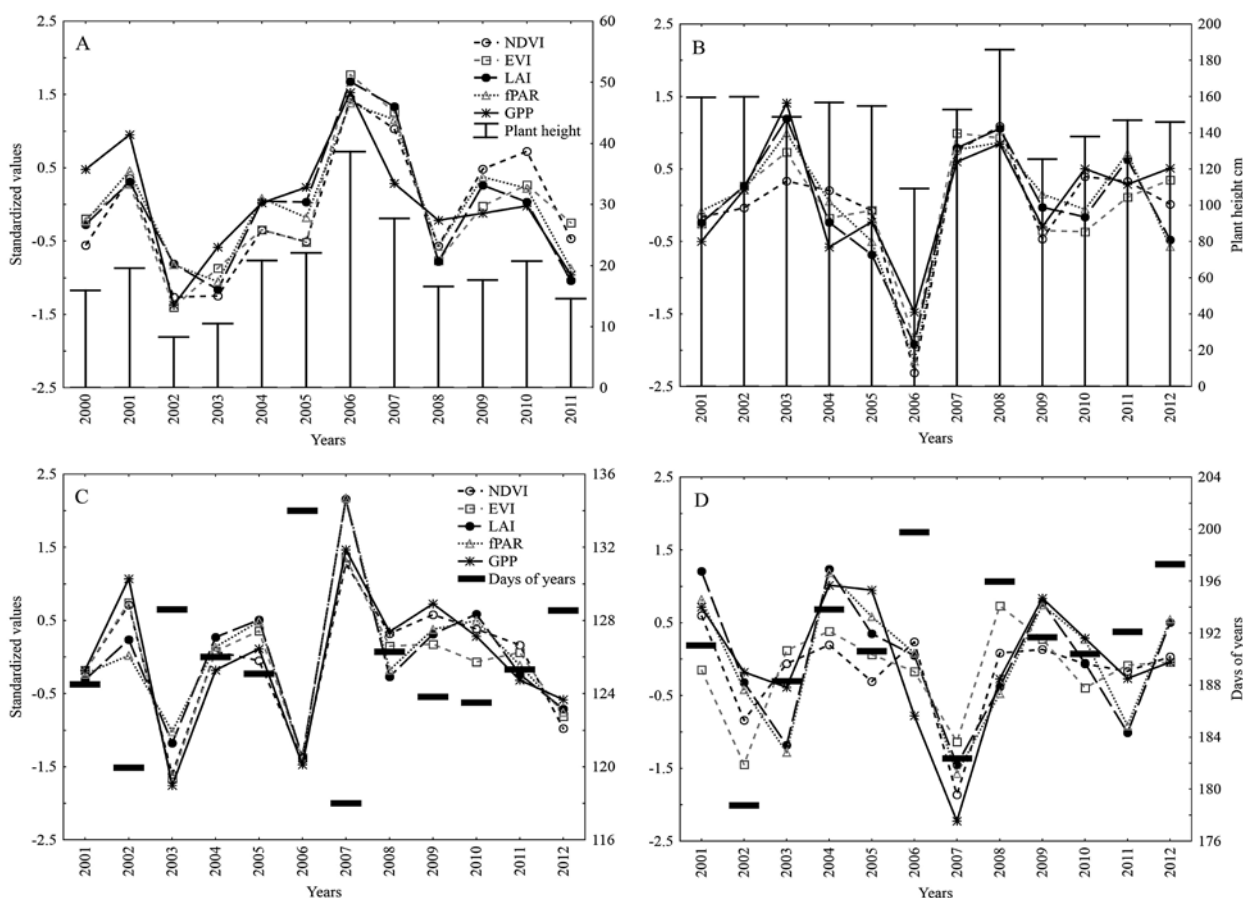 A
NDVI
EVI
LAI
fPAR
GPP
Plant height
2.5
1.5
0.5
-0.5
-1.5
-2.5
Standardized values
60
50
40
30
20
10
0
2000 2001 2002 2003 2004 2005 2006 2007 2008 2009 2010 2011
Years
B
2.5
1.5
0.5
-0.5
-1.5
-2.5
200
180
160
140
120
100
80
60
40
20
0
Plant height cm
2001 2002 2003 2004 2005 2006 2007 2008 2009 2010 2011 2012
Years
C
NDVI
EVI
LAI
fPAR
GPP
Days of years
2.5
1.5
0.5
-0.5
-1.5
-2.5
Standardized values
136
132
128
124
120
116
2001 2002 2003 2004 2005 2006 2007 2008 2009 2010 2011 2012
Years
D
2.5
1.5
0.5
-0.5
-1.5
-2.5
204
200
196
192
188
184
180
176
Days of years
2001 2002 2003 2004 2005 2006 2007 2008 2009 2010 2011 2012
Years